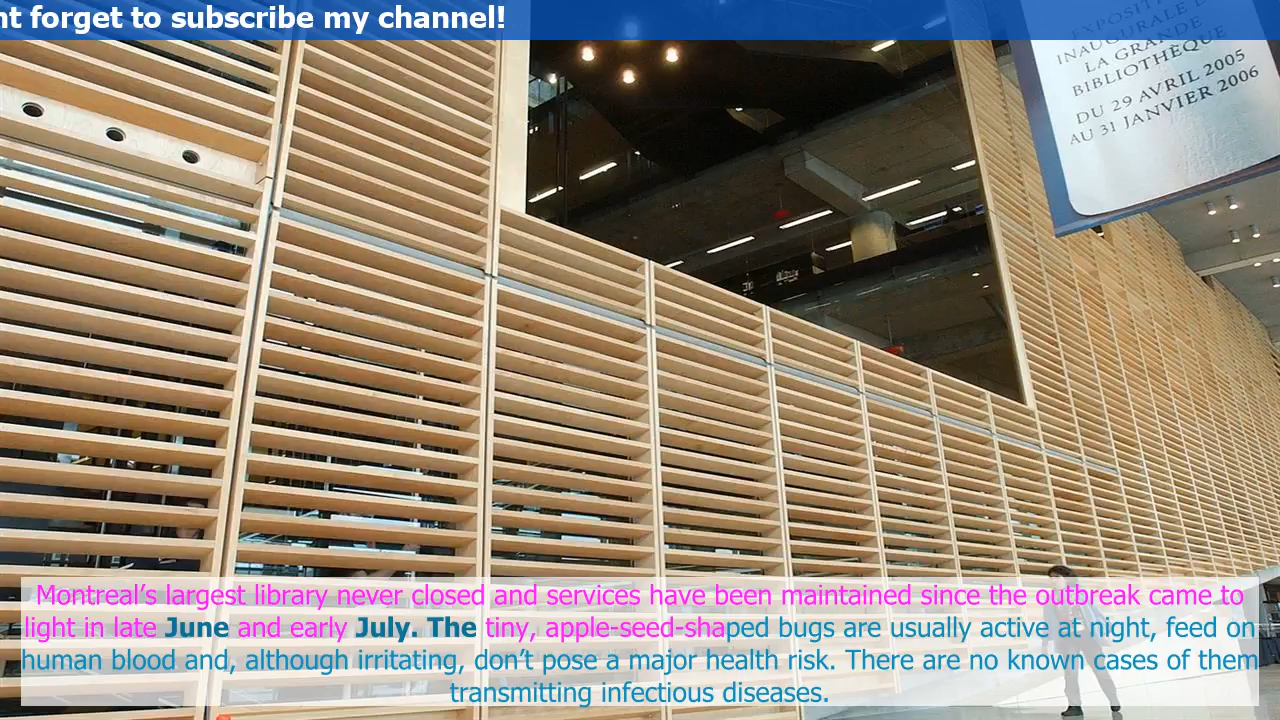 nt forget to subscribe my channel!
EXPOSITION
INAUGURALE D
LA GRANDE
BIBLIOTHÈQUE
DU 29 AVRIL 2005
AU 31 JANVIER 2006
Montreal’s largest library never closed and services have been maintained since the outbreak came to
light in late June and early July. The tiny, apple-seed-shaped bugs are usually active at night, feed on
human blood and, although irritating, don’t pose a major health risk. There are no known cases of them
transmitting infectious diseases.